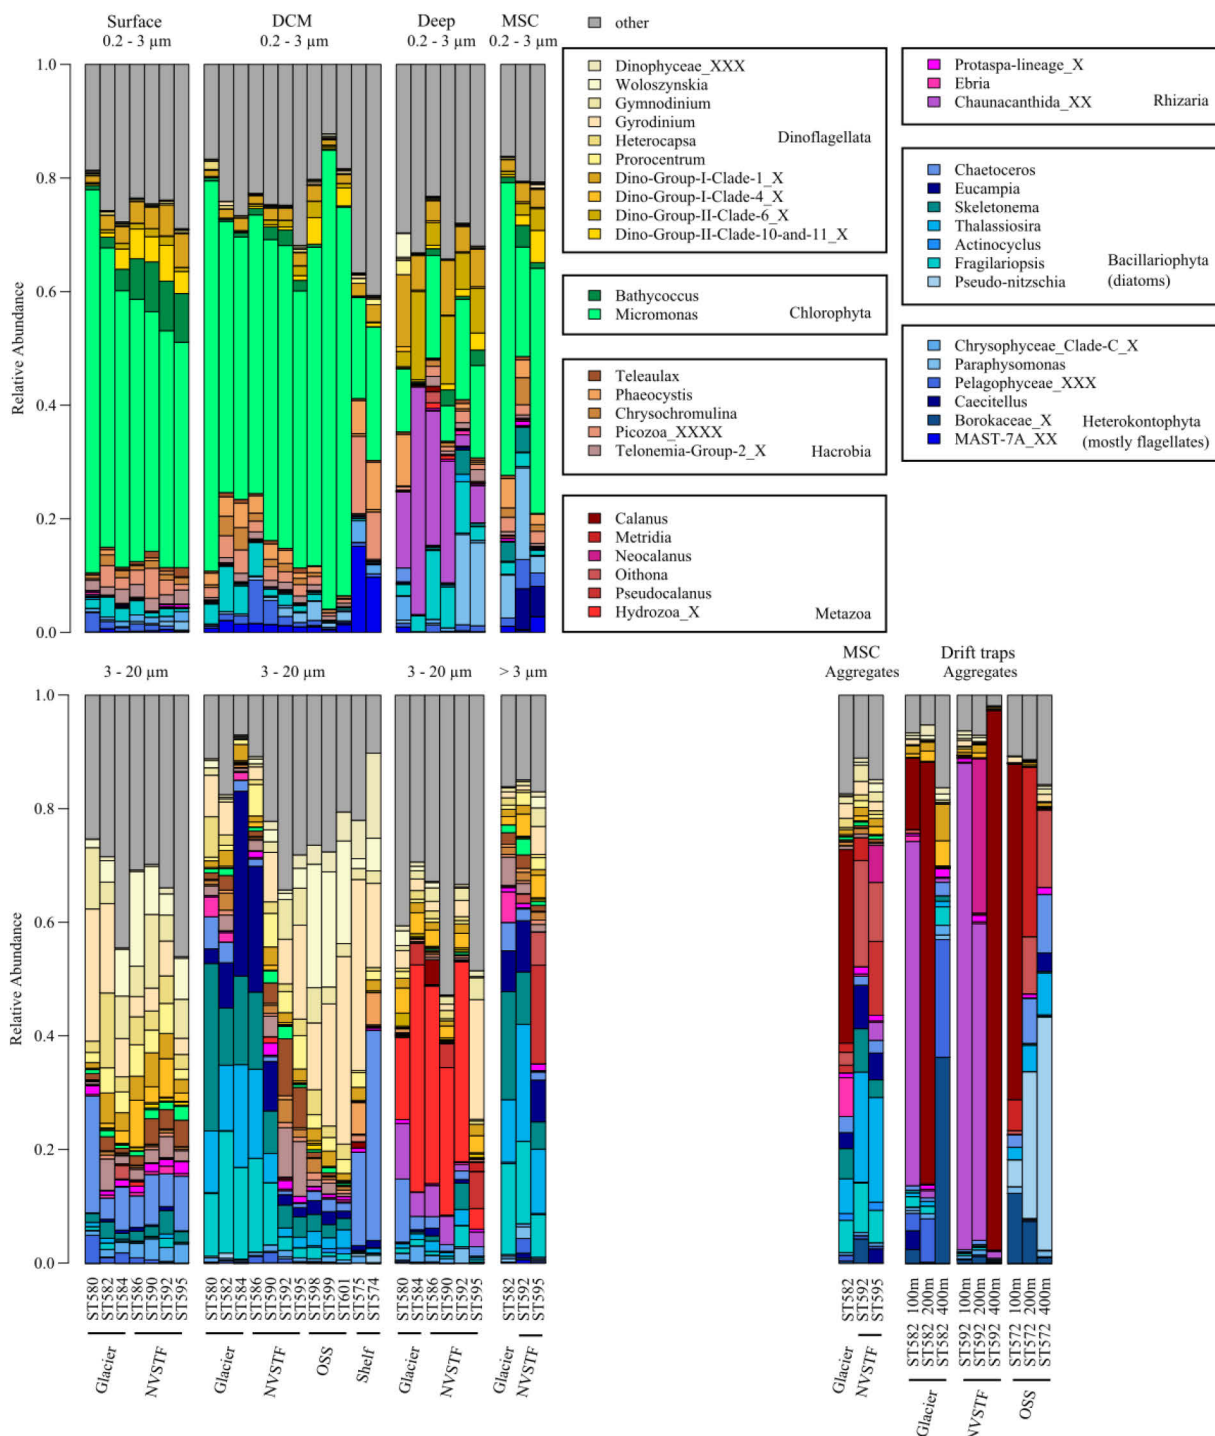 Surface
0.2 - 3 µm
DCM
0.2 - 3 µm
Deep
0.2 - 3 µm
MSC
0.2 - 3 µm
other
1.0
0.8
0.6
0.4
0.2
0.0
Relative Abundance
Dinophyceae_XXX
Woloszynskia
Gymnodinium
Gyrodinium
Heterocapsa
Prorocentrum
Dino-Group-I-Clade-1_X
Dino-Group-I-Clade-4_X
Dino-Group-II-Clade-6_X
Dino-Group-II-Clade-10-and-11_X
Dinoflagellata
Bathycoccus
Micromonas
Chlorophyta
Teleaulax
Phaeocystis
Chrysochromulina
Picozoa_XXXX
Telonemia-Group-2_X
Hacrobia
Calanus
Metridia
Neocalanus
Oithona
Pseudocalanus
Hydrozoa_X
Metazoa
Protaspa-lineage_X
Ebria
Chaunacanthida_XX
Rhizaria
Chaetoceros
Eucampia
Skeletonema
Thalassiosira
Actinocyclus
Fragilariopsis
Pseudo-nitzschia
Bacillariophyta
(diatoms)
Chrysophyceae_Clade-C_X
Paraphysomonas
Pelagophyceae_XXX
Caecitellus
Borokaceae_X
MAST-7A_XX
Heterokontophyta
(mostly flagellates)
3 - 20 µm
3 - 20 µm
3 - 20 µm
> 3 µm
MSC
Aggregates
Drift traps
Aggregates
1.0
0.8
0.6
0.4
0.2
0.0
Relative Abundance
ST580
ST582
ST584
ST586
ST590
ST592
ST595
Glacier
NVSTF
ST580
ST582
ST584
ST586
ST590
ST592
ST595
ST598
ST599
ST601
ST575
ST574
Glacier
NVSTF
OSS
Shelf
ST580
ST584
ST586
ST590
ST592
ST595
Glacier
NVSTF
ST582
ST592
ST595
Glacier
NVSTF
ST582
ST592
ST595
Glacier
NVSTF
ST582 100m
ST582 200m
ST582 400m
ST592 100m
ST592 200m
ST592 400m
ST572 100m
ST572 200m
ST572 400m
Glacier
NVSTF
OSS